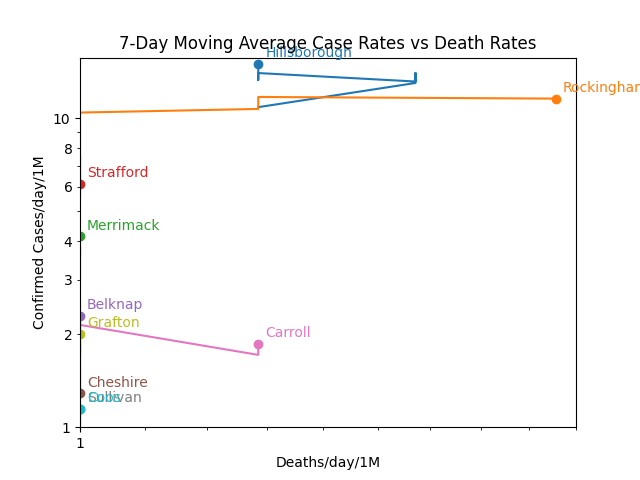 7-Day Moving Average Case Rates vs Death Rates
Hillsborough
Rockingham
10
8
Strafford
6
Merrimack
4
3
Belknap
Grafton
2
Carroll
Cheshire
Sullivan
1
1
Deaths/day/1M
Confirmed Cases/day/1M